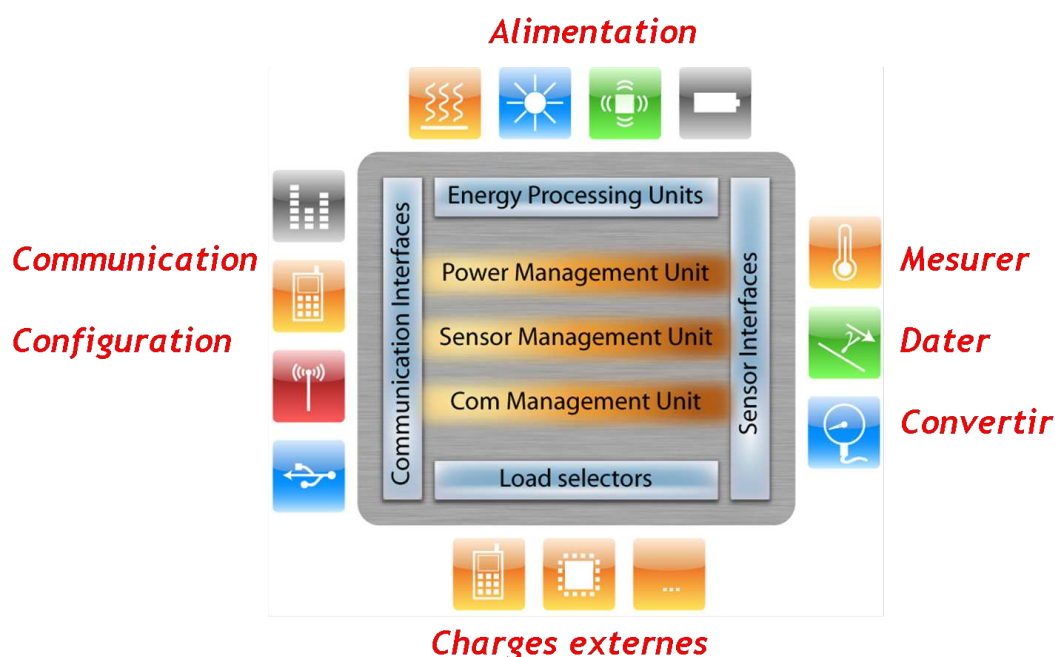 Alimentation
Energy Processing Units
Communication Interfaces
Sensor Interfaces
Power Management Unit
Sensor Management Unit
Com Management Unit
Load selectors
Communication
Configuration
Mesurer
Dater
Convertir
...
Charges externes